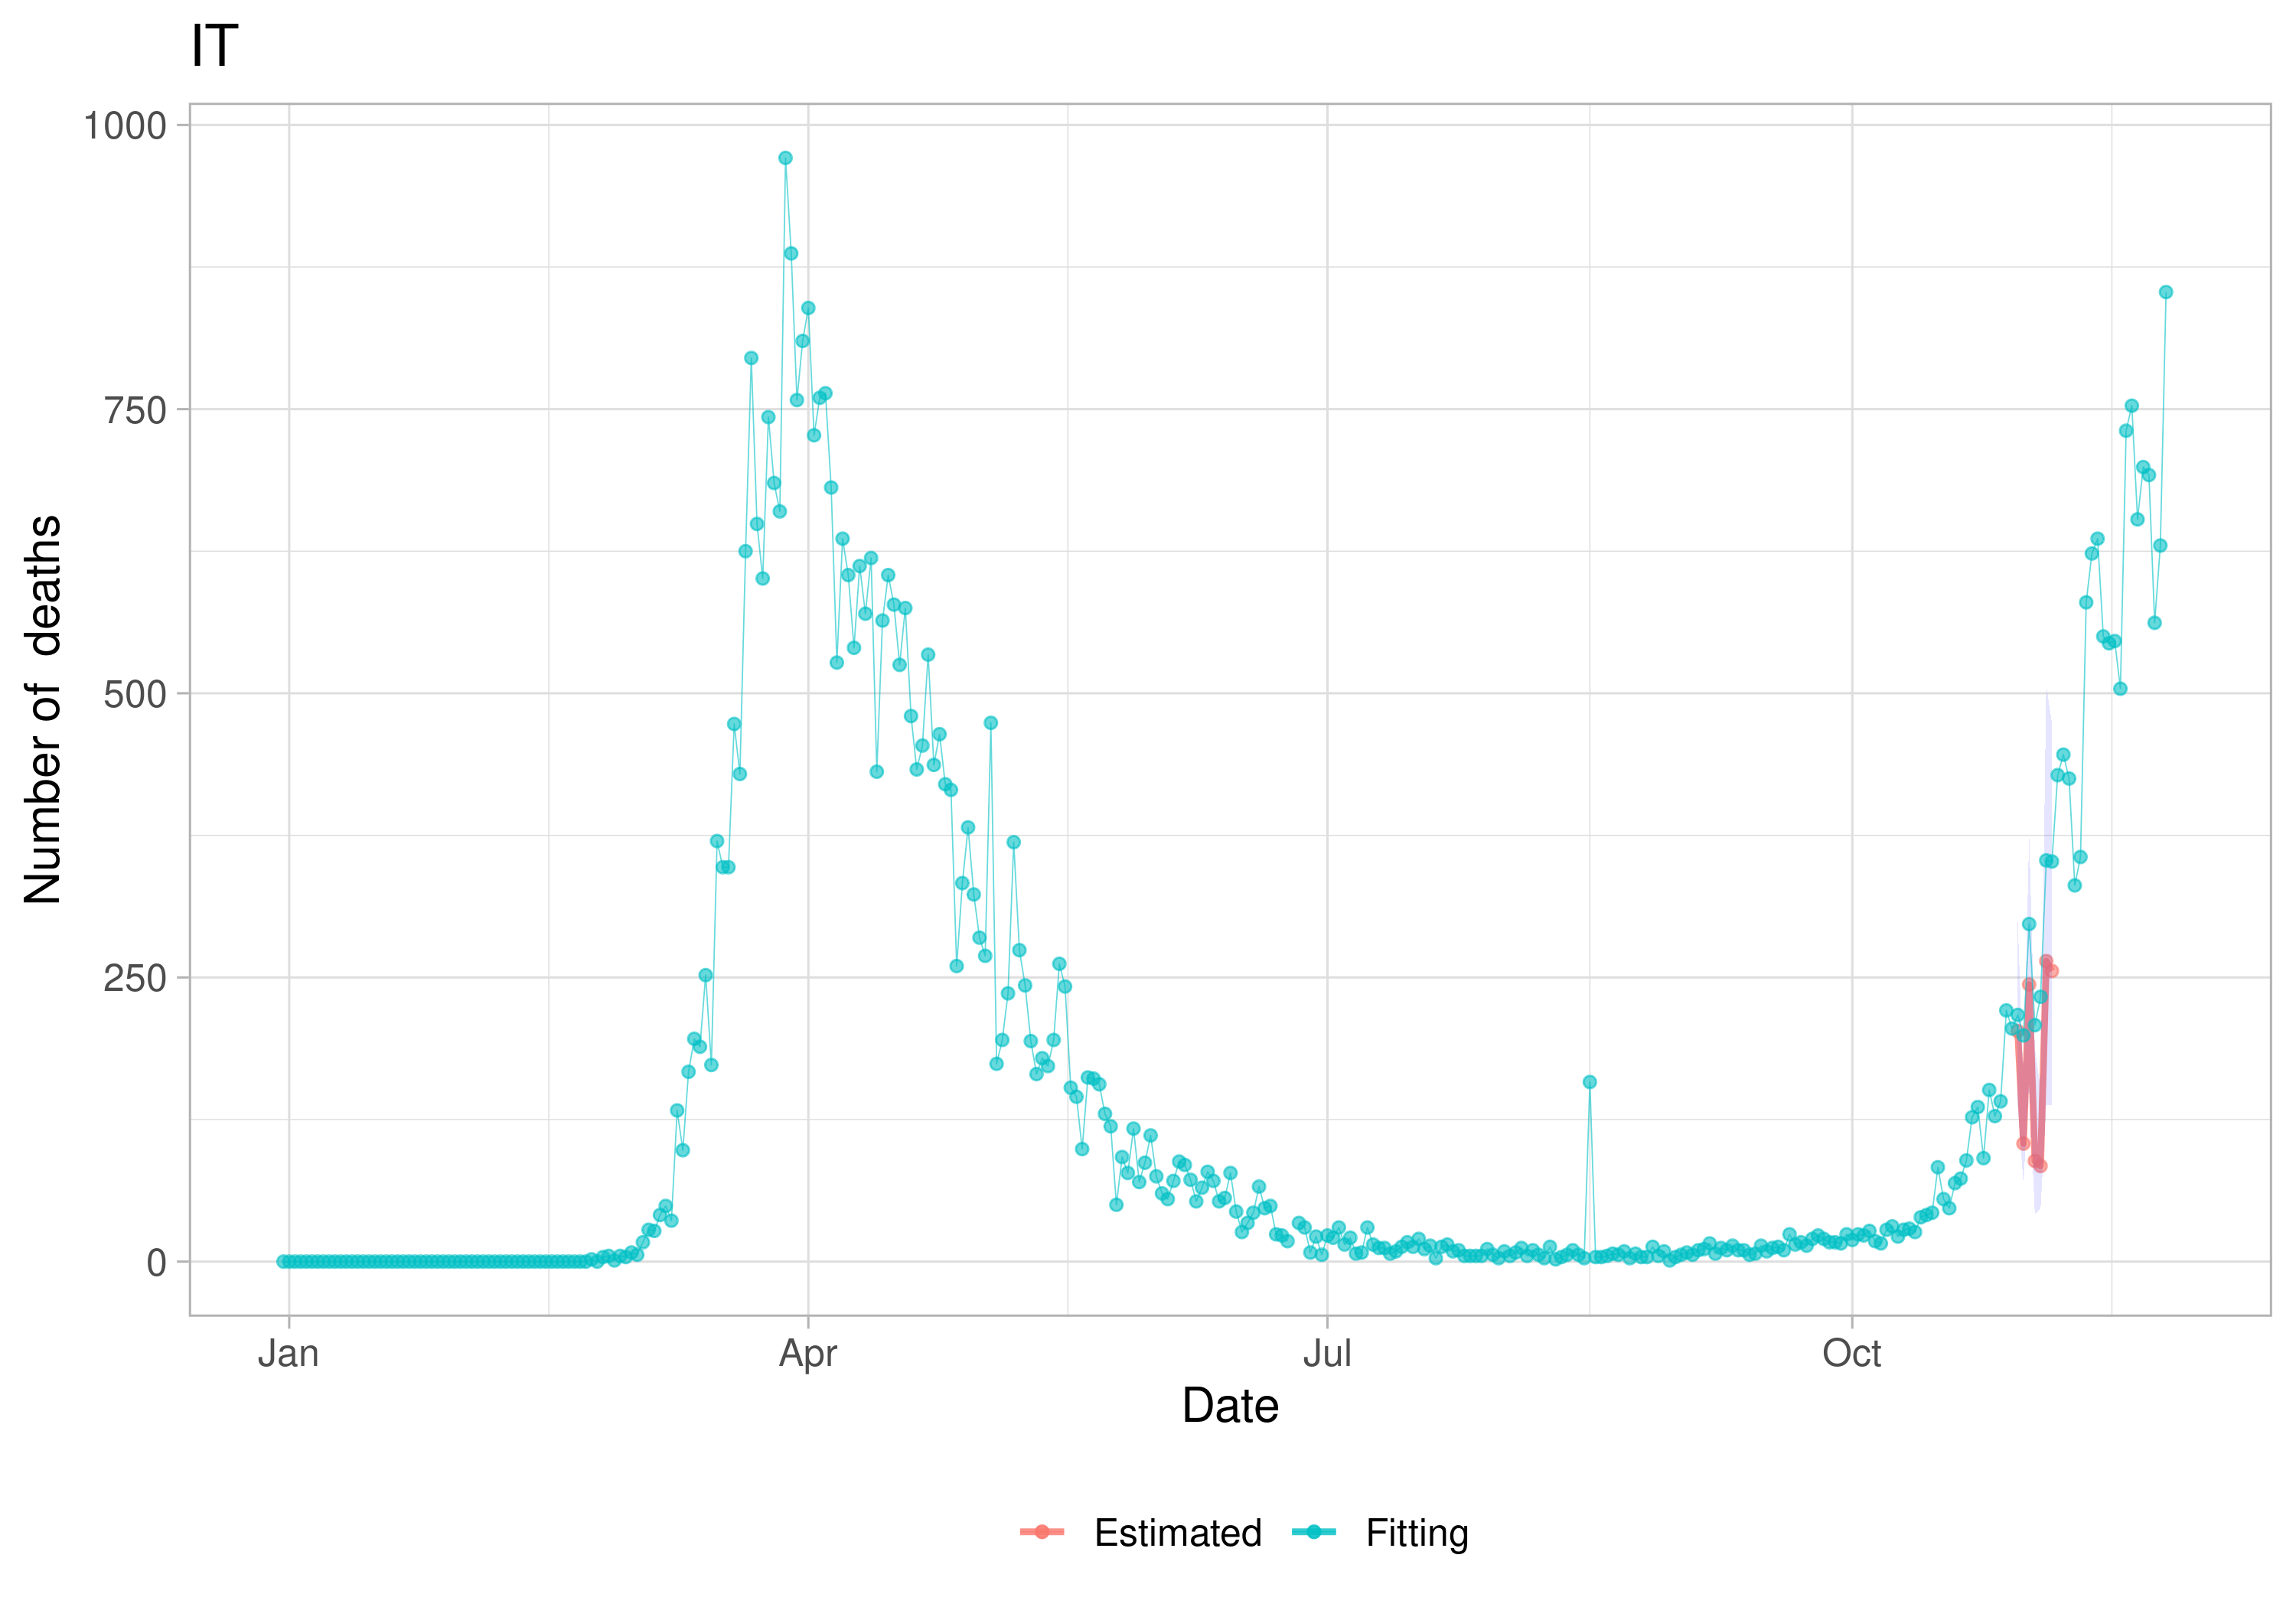 IT
1000
750
500
250
0
Number of  deaths
Jan Apr Jul Oct
Date
Estimated Fitting